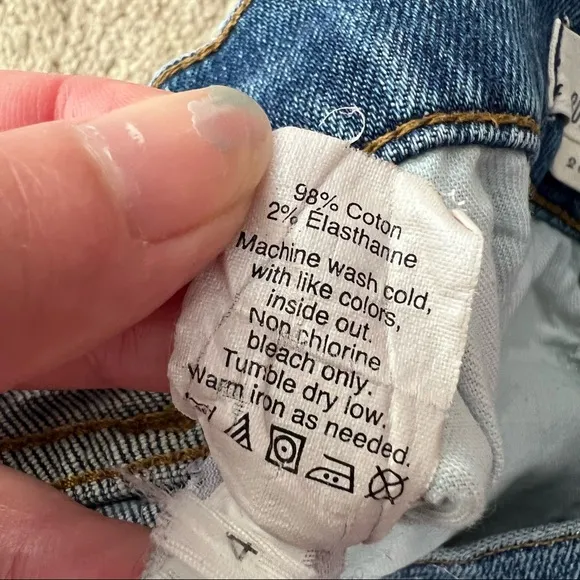 98% Coton
2% Élasthanne
Machine wash cold,
with like colors,
inside out.
Non chlorine
bleach only.
Tumble dry low.
Warm iron as needed.
4